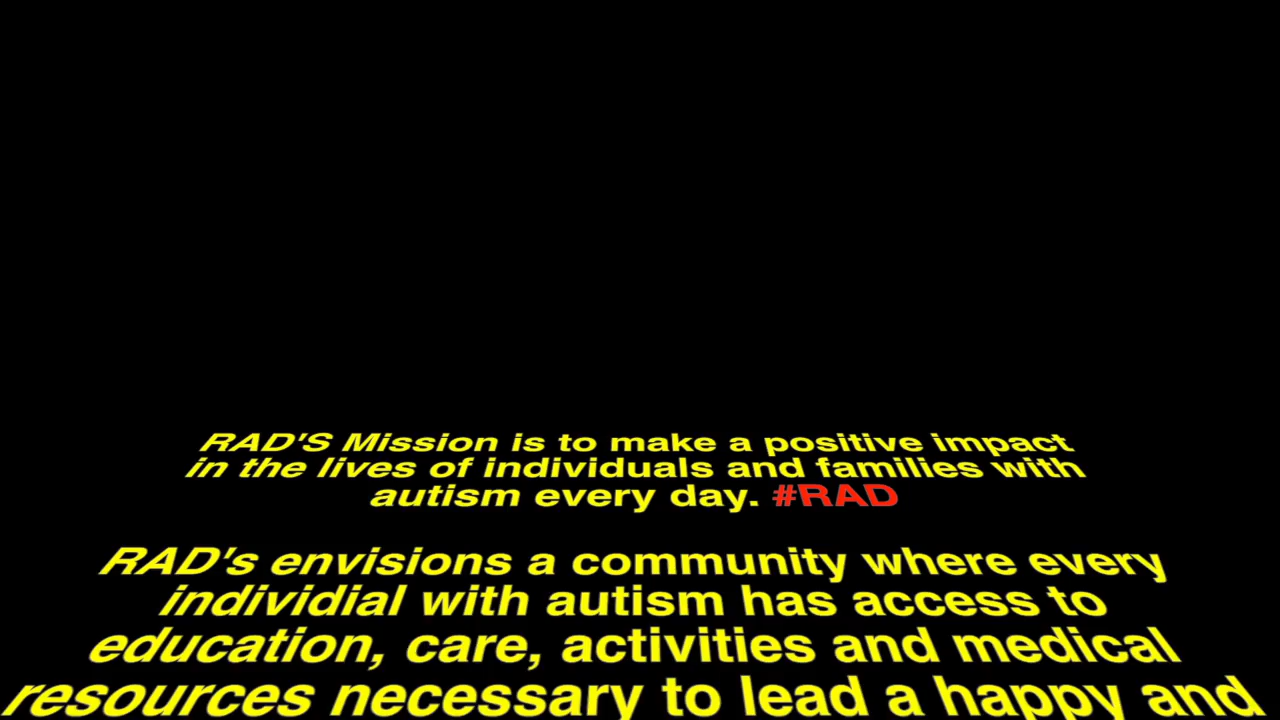 RAD'S Mission is to make a positive impact
in the lives of individuals and families with
autism every day. #RAD
RAD's envisions a community where every
individial with autism has access to
education, care, activities and medical
resources necessary to lead a happy and